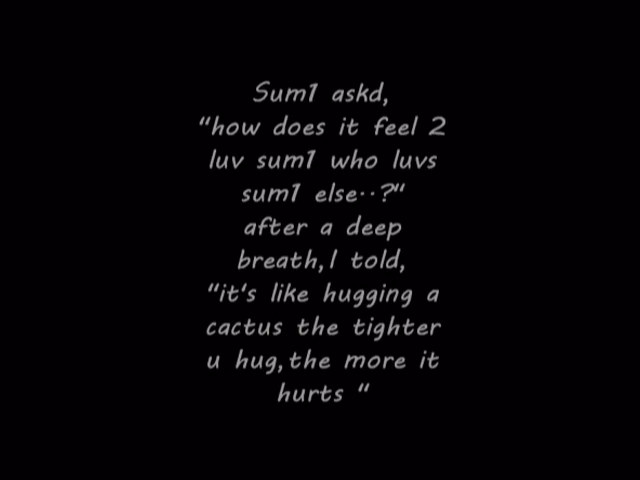 Sum1 askd,
"how does it feel 2
luv sum1 who luvs
sum1 else..?"
after a deep
breath,I told,
"it's like hugging a
cactus the tighter
u hug,the more it
hurts "